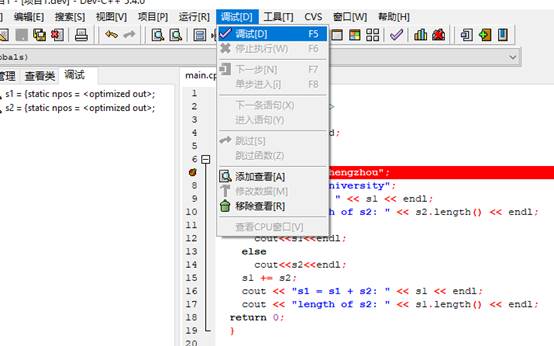 项目1 - [项目1.dev] - Dev-C++ 5.4.0
编辑[E] 搜索[S] 视图[V] 项目[P] 运行[R] 调试[D] 工具[T] CVS 窗口[W] 帮助[H]
管理 查看类 调试
s1 = {static npos = <optimized out>;
s2 = {static npos = <optimized out>;
调试[D] F5
停止执行(W) F6
下一步[N] F7
单步进入[i] F8
下一条语句(X)
进入语句(Y)
跳过[S]
跳过函数(Z)
添加查看[A]
修改数据[M]
移除查看[R]
查看CPU窗口[V]
main.cp
1
2
3 >
4
5 d;
6
7
8 hengzhou";
9 niversity";
10 " << s1 << endl;
11 h of s2: " << s2.length() << endl;
12 cout<<s1<<endl;
13 else
14 cout<<s2<<endl;
15 s1 += s2;
16 cout << "s1 = s1 + s2: " << s1 << endl;
17 cout << "length of s2: " << s1.length() << endl;
18 return 0;
19 }